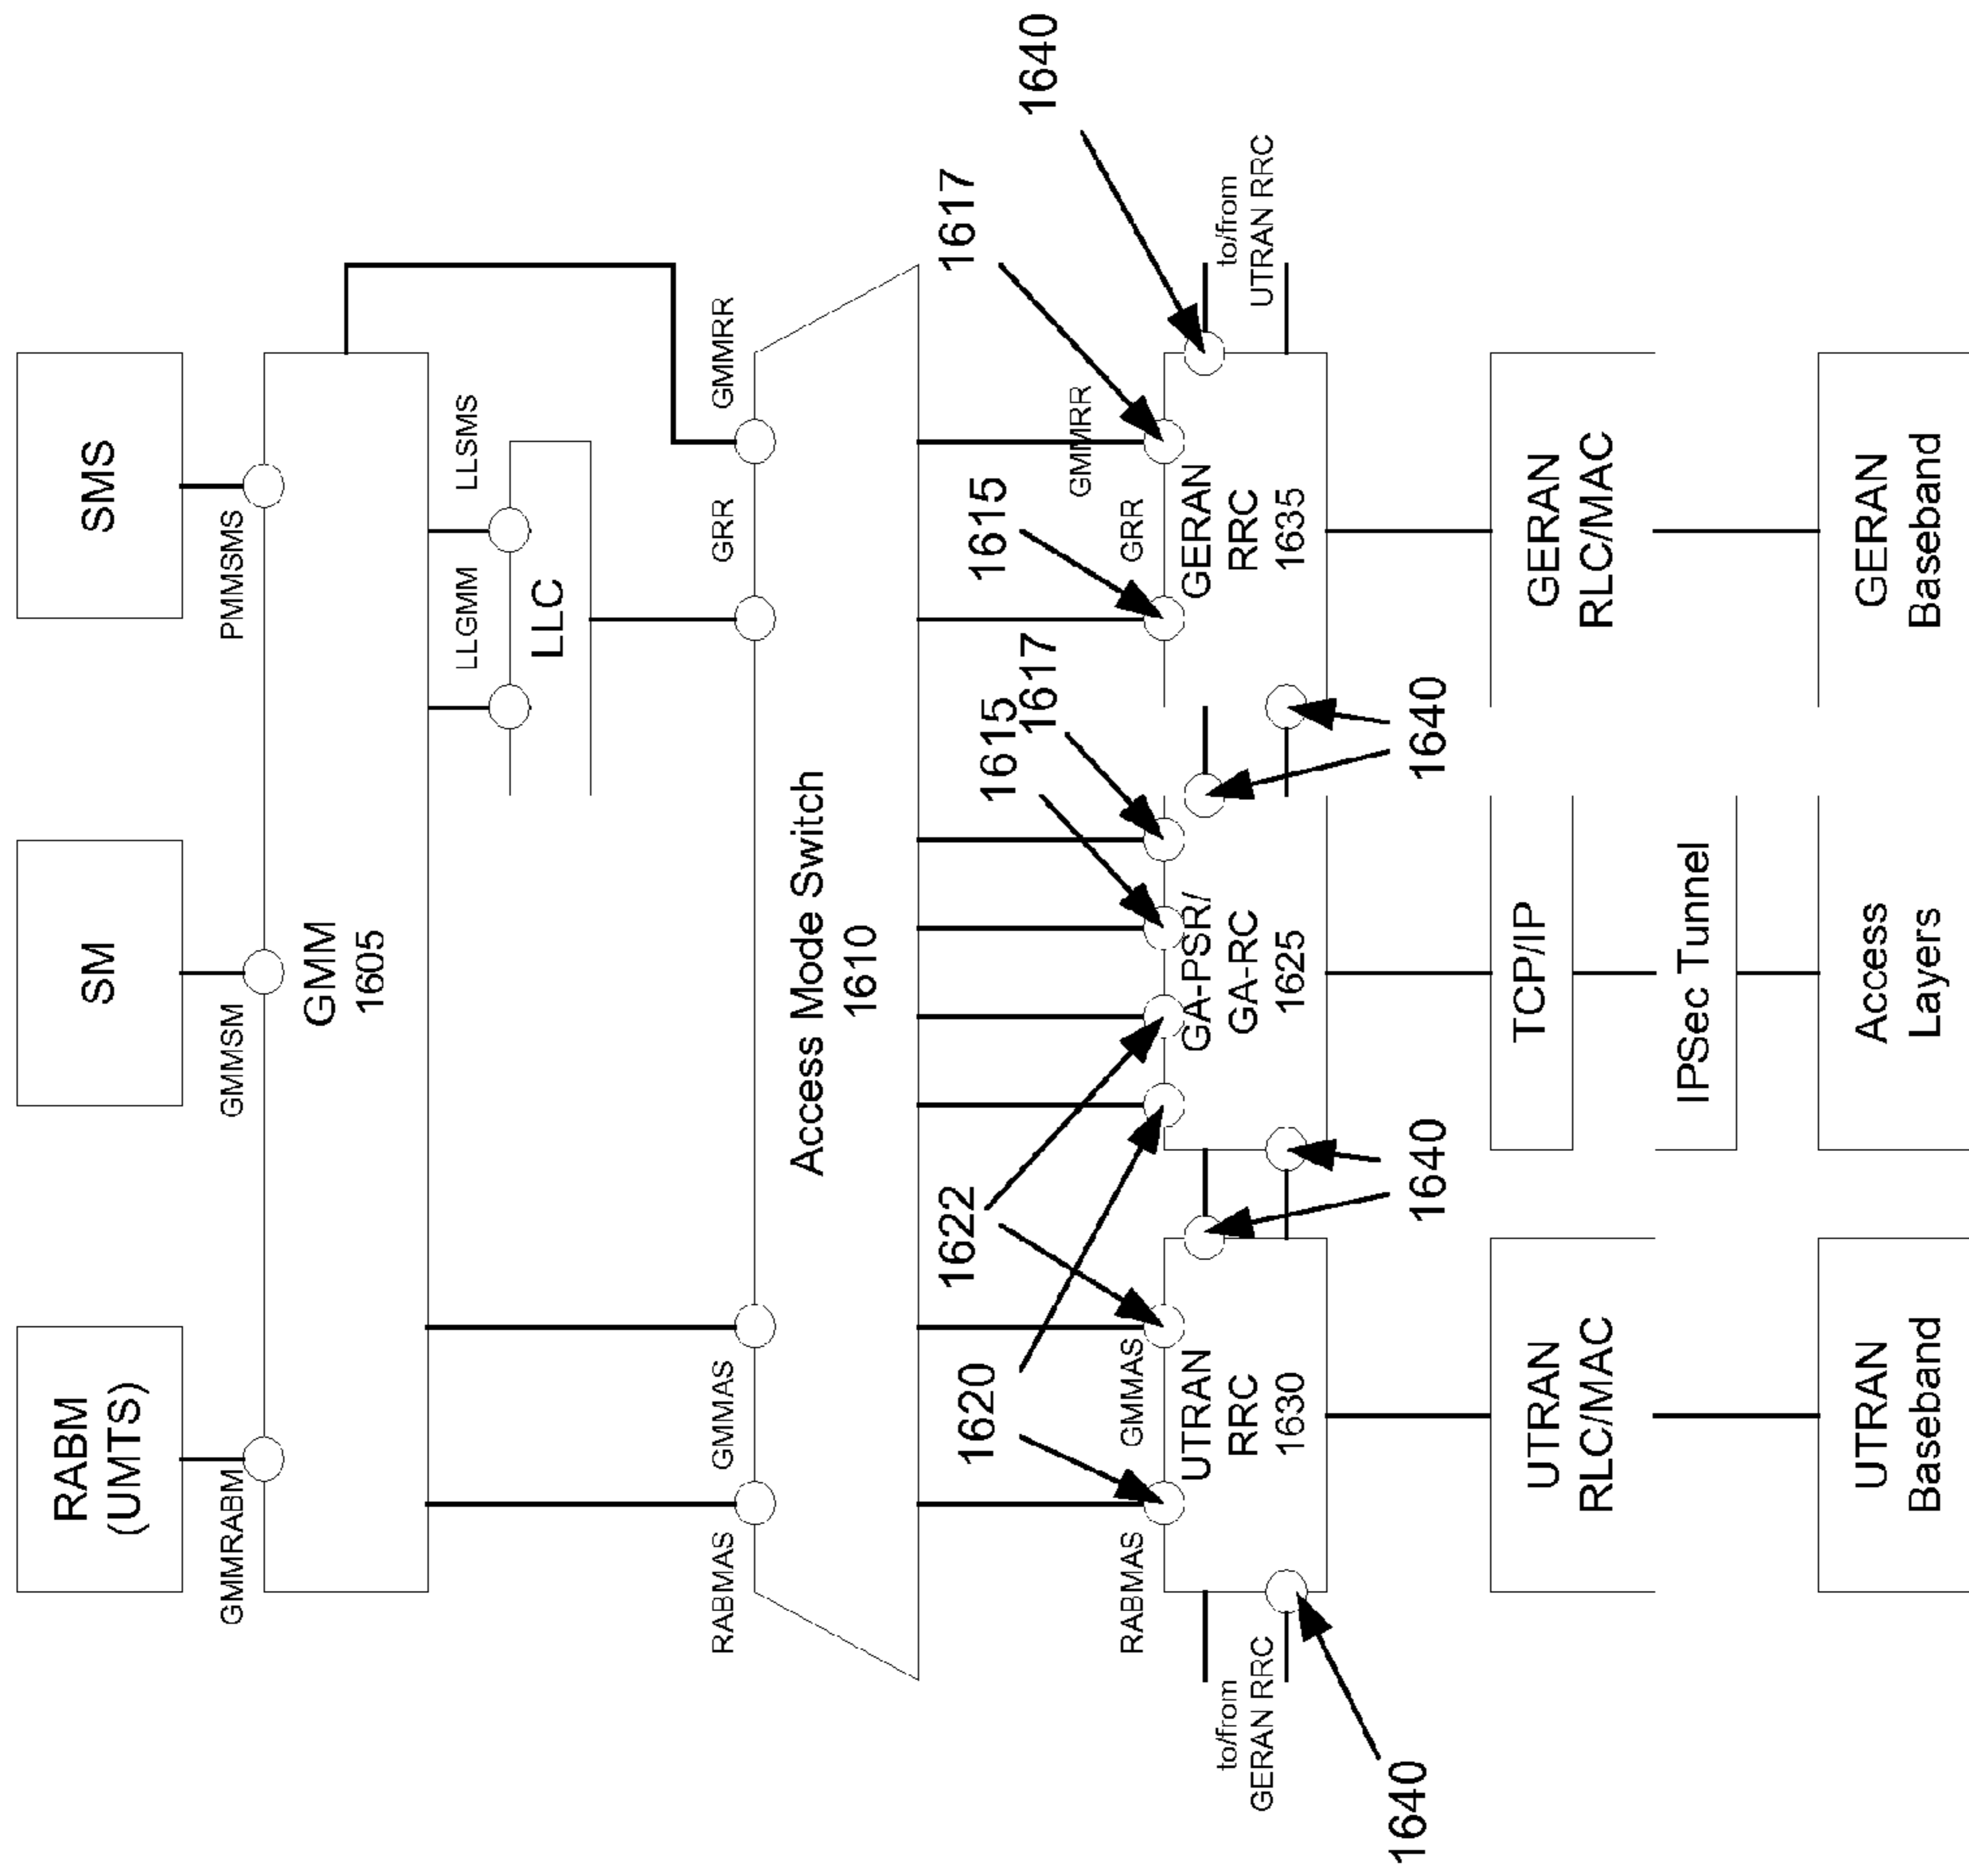 RABM
(UMTS)
SM
SMS
GMMRABM
GMMSM
PMMSMS
GMM
1605
LLGMM
LLSMS
LLC
RABMAS
GMMAS
GRR
GMMRR
Access Mode Switch
1610
1620
1622
1615
1617
1615
1617
1640
RABMAS
GMMAS
GRR
GMMRR
to/from
GERAN RRC
UTRAN
RRC
1630
GA-PSR/
GA-RC
1625
GERAN
RRC
1635
to/from
UTRAN RRC
1640
1640
1640
UTRAN
RLC/MAC
TCP/IP
GERAN
RLC/MAC
IPSec Tunnel
UTRAN
Baseband
Access
Layers
GERAN
Baseband